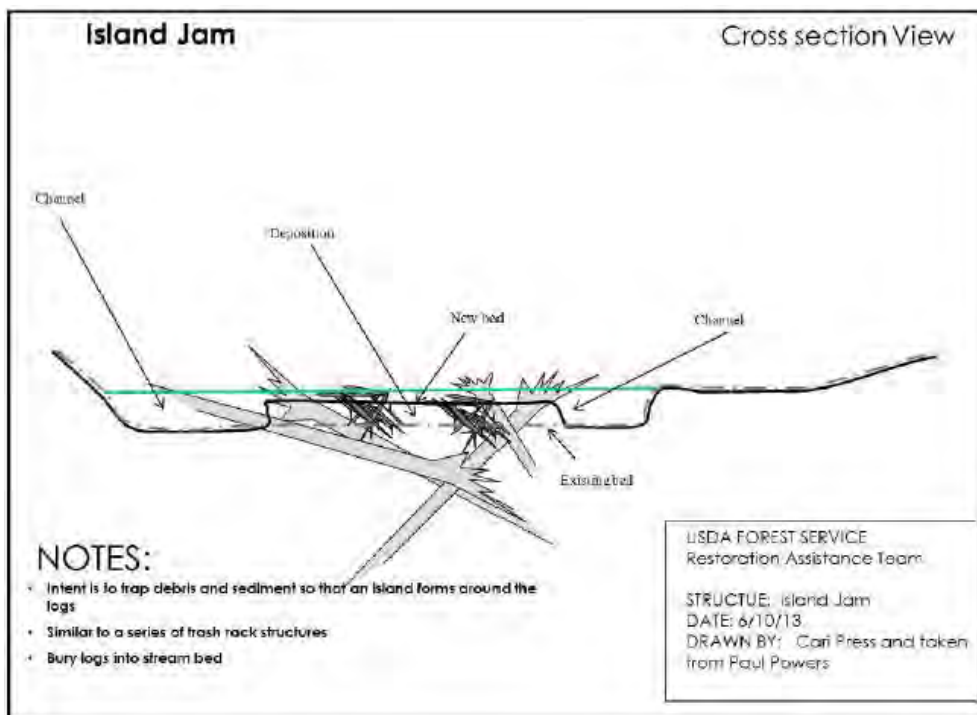 Island Jam
Cross section View
Channel
Deposition
New bed
Channel
Existing bed
NOTES:
• Intent is to trap debris and sediment so that an island forms around the
logs
• Similar to a series of trash rack structures
• Bury logs into stream bed
USDA FOREST SERVICE
Restoration Assistance Team
STRUCTUE: Island Jam
DATE: 6/10/13
DRAWN BY: Cari Press and taken
from Paul Powers